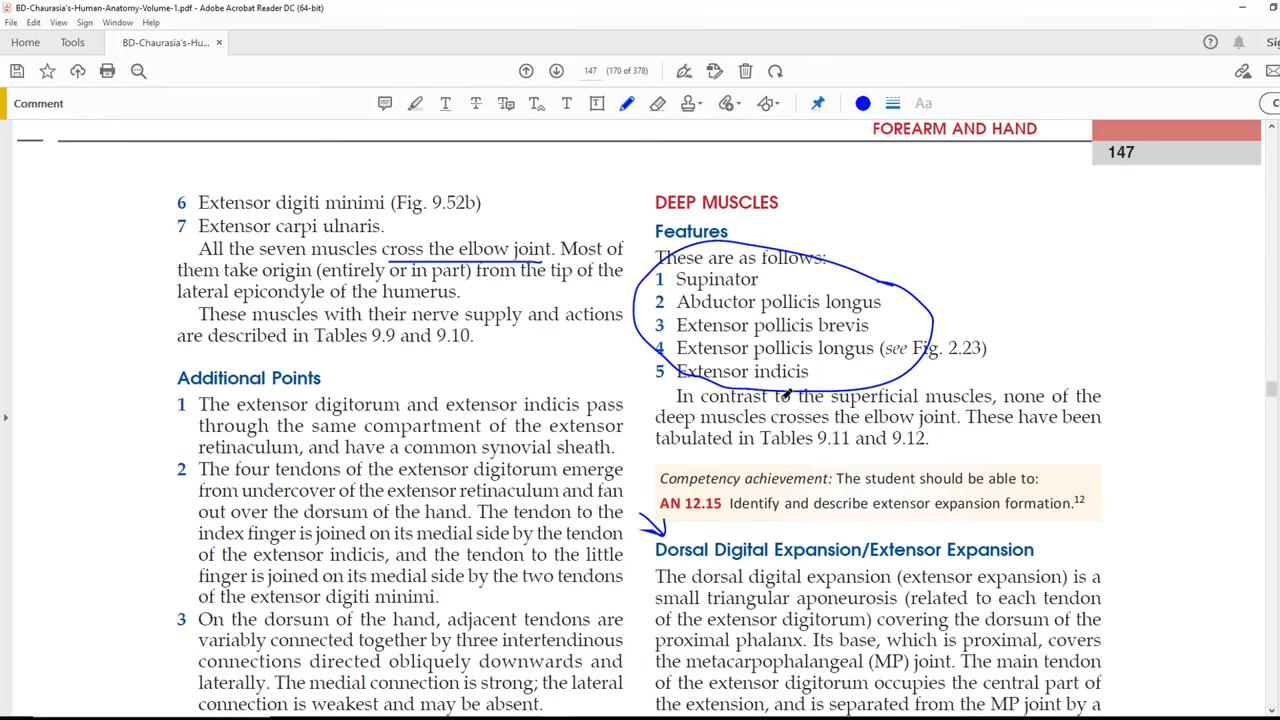 BD-Chaurasia's-Human-Anatomy-Volume-1.pdf - Adobe Acrobat Reader DC (64-bit)
File Edit View Sign Window Help
Home Tools BD-Chaurasia's-Hu... ×
147 (170 of 378)
Comment
FOREARM AND HAND
147
6 Extensor digiti minimi (Fig. 9.52b)
7 Extensor carpi ulnaris.
All the seven muscles cross the elbow joint. Most of
them take origin (entirely or in part) from the tip of the
lateral epicondyle of the humerus.
These muscles with their nerve supply and actions
are described in Tables 9.9 and 9.10.
Additional Points
1 The extensor digitorum and extensor indicis pass
through the same compartment of the extensor
retinaculum, and have a common synovial sheath.
2 The four tendons of the extensor digitorum emerge
from undercover of the extensor retinaculum and fan
out over the dorsum of the hand. The tendon to the
index finger is joined on its medial side by the tendon
of the extensor indicis, and the tendon to the little
finger is joined on its medial side by the two tendons
of the extensor digiti minimi.
3 On the dorsum of the hand, adjacent tendons are
variably connected together by three intertendinous
connections directed obliquely downwards and
laterally. The medial connection is strong; the lateral
connection is weakest and may be absent.
DEEP MUSCLES
Features
These are as follows:
1 Supinator
2 Abductor pollicis longus
3 Extensor pollicis brevis
4 Extensor pollicis longus (see Fig. 2.23)
5 Extensor indicis
In contrast to the superficial muscles, none of the
deep muscles crosses the elbow joint. These have been
tabulated in Tables 9.11 and 9.12.
Competency achievement: The student should be able to:
AN 12.15 Identify and describe extensor expansion formation.12
Dorsal Digital Expansion/Extensor Expansion
The dorsal digital expansion (extensor expansion) is a
small triangular aponeurosis (related to each tendon
of the extensor digitorum) covering the dorsum of the
proximal phalanx. Its base, which is proximal, covers
the metacarpophalangeal (MP) joint. The main tendon
of the extensor digitorum occupies the central part of
the extension, and is separated from the MP joint by a